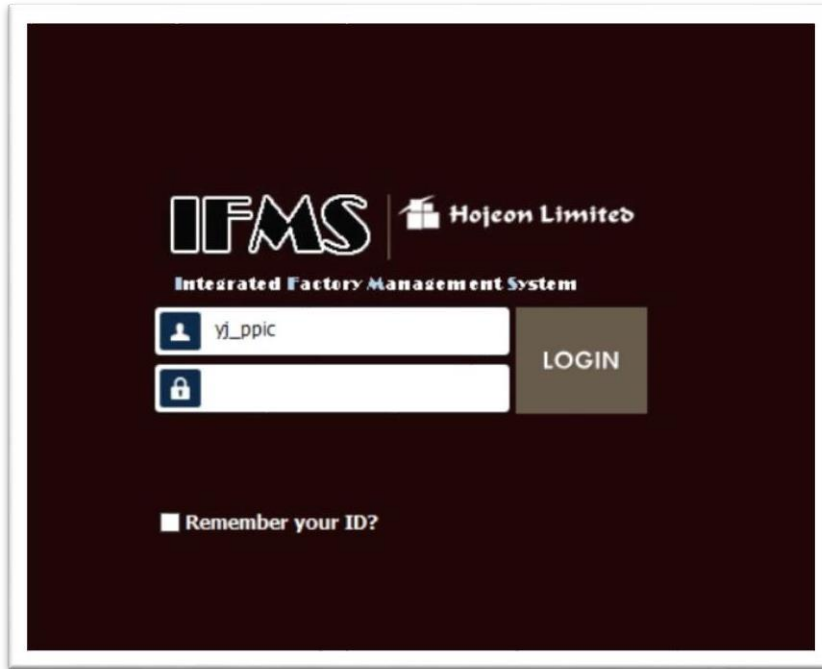 IFMS
Hojeon Limited
Integrated Factory Management System
yj_ppic
LOGIN
Remember your ID?